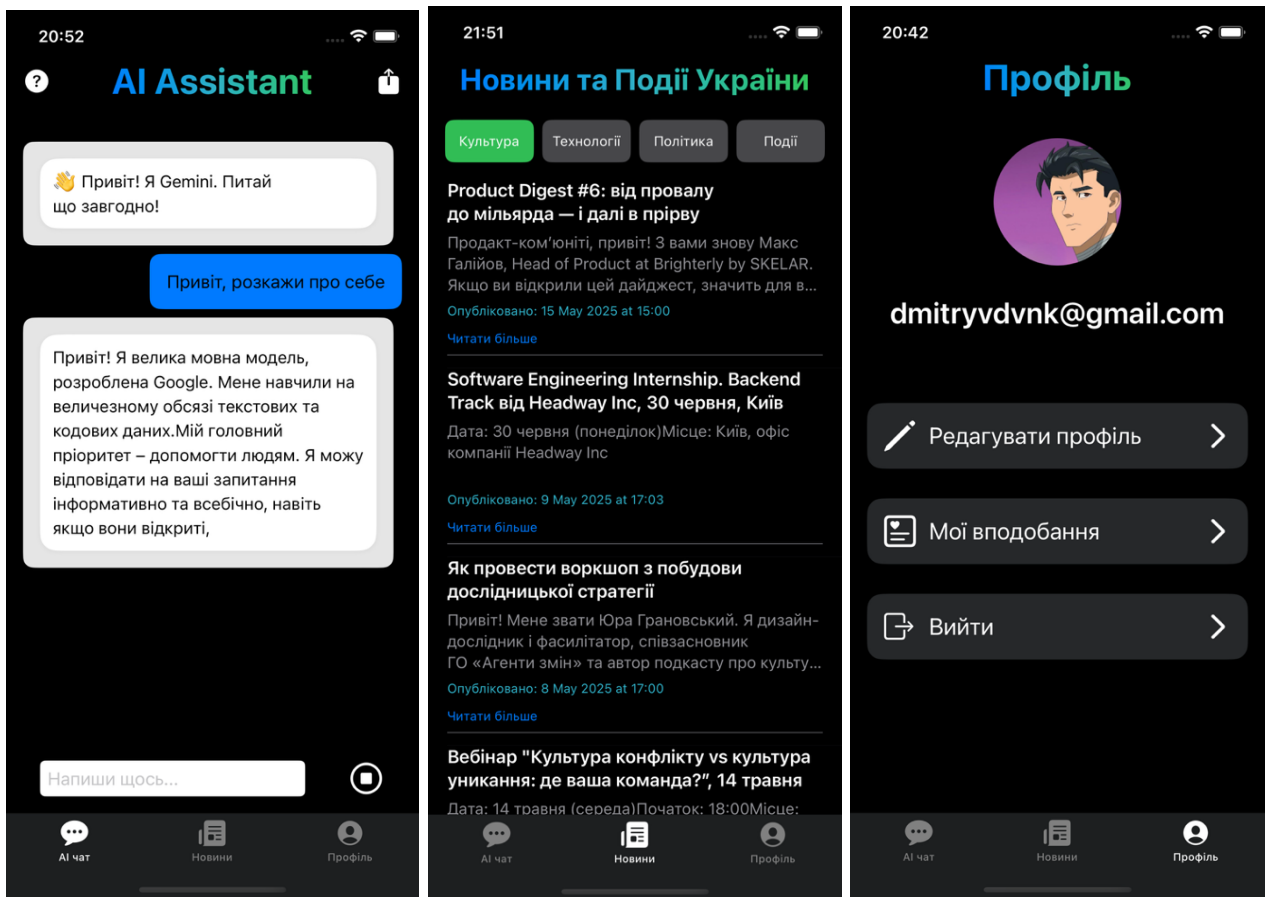 20:52
AI Assistant
👋 Привіт! Я Gemini. Питай
що завгодно!
Привіт, розкажи про себе
Привіт! Я велика мовна модель,
розроблена Google. Мене навчили на
величезному обсязі текстових та
кодових даних.Мій головний
пріоритет – допомогти людям. Я можу
відповідати на ваші запитання
інформативно та всебічно, навіть
якщо вони відкриті,
Напиши щось...
AI чат
Новини
Профіль
21:51
Новини та Події України
Культура
Технології
Політика
Події
Product Digest #6: від провалу
до мільярда — і далі в прірву
Продакт-ком'юніті, привіт! З вами знову Макс
Галійов, Head of Product at Brighterly by SKELAR.
Якщо ви відкрили цей дайджест, значить для в...
Опубліковано: 15 May 2025 at 15:00
Читати більше
Software Engineering Internship. Backend
Track від Headway Inc, 30 червня, Київ
Дата: 30 червня (понеділок)Місце: Київ, офіс
компанії Headway Inc
Опубліковано: 9 May 2025 at 17:03
Читати більше
Як провести воркшоп з побудови
дослідницької стратегії
Привіт! Мене звати Юра Грановський. Я дизайн-
дослідник і фасилітатор, співзасновник
ГО «Агенти змін» та автор подкасту про культу...
Опубліковано: 8 May 2025 at 17:00
Читати більше
Вебінар "Культура конфлікту vs культура
уникання: де ваша команда?”, 14 травня
Дата: 14 травня (середа)Початок: 18:00Місце:
AI чат
Новини
Профіль
20:42
Профіль
dmitryvdvnk@gmail.com
Редагувати профіль
Мої вподобання
Вийти
AI чат
Новини
Профіль